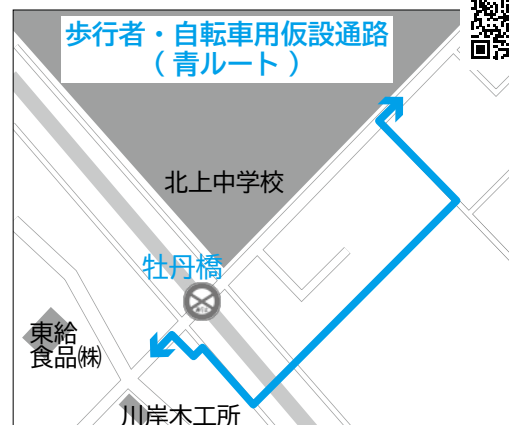 歩行者・自転車用仮設通路
（ 青ルート ）
北上中学校
牡丹橋
東給
食品㈱
川岸木工所